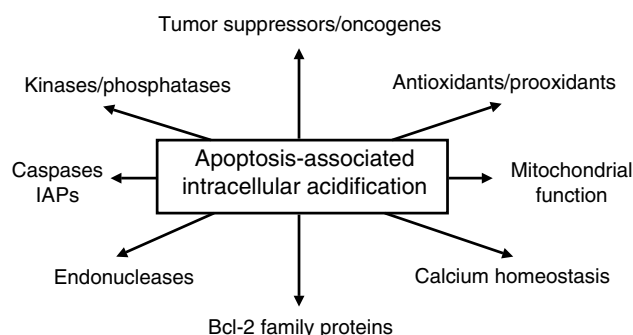 Tumor suppressors/oncogenes
Kinases/phosphatases
Antioxidants/prooxidants
Apoptosis-associated
intracellular acidification
Caspases
IAPs
Mitochondrial
function
Endonucleases
Calcium homeostasis
Bcl-2 family proteins